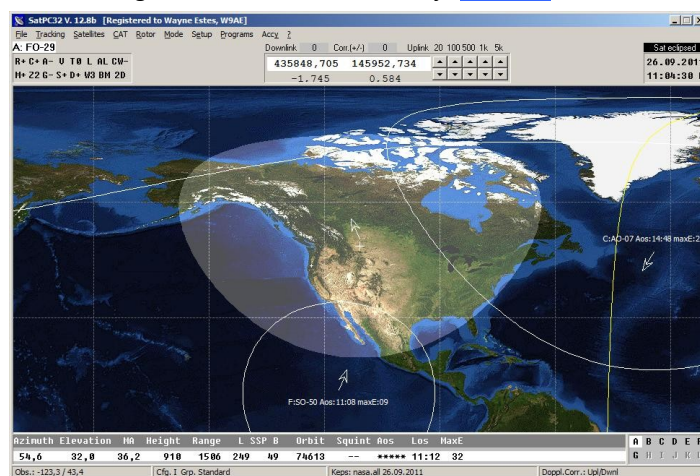 SatPC32 V. 12.8b [Registered to Wayne Estes, W9AE]
File Tracking Satellites CAT Rotor Mode Setup Programs Accy ?
A: FO-29
Downlink 0 Corr.(+/-) 0 Uplink 20 100 500 1k 5k
Sat eclipsed
R+ C+ A- V T0 L AL CW-
435848,705 145952,734
26.09.2011
M+ Z2 G- S+ D+ W3 BM 2D
-1.745 0.584
11:04:30
C:AO-07 Aos:14:48 maxE:2
F:SO-50 Aos:11:08 maxE:09
Azimuth Elevation MA Height Range L SSP B Orbit Squint Aos Los MaxE
A B C D E F
54,6 32,0 36,2 910 1506 249 49 74613 -- ***** 11:12 32
G H I J K
Obs.: -123,3 / 43,4 Cfg. I Grp. Standard Keps: nasa.all 26.09.2011 Doppl.Corr.: Upl/Dwnl